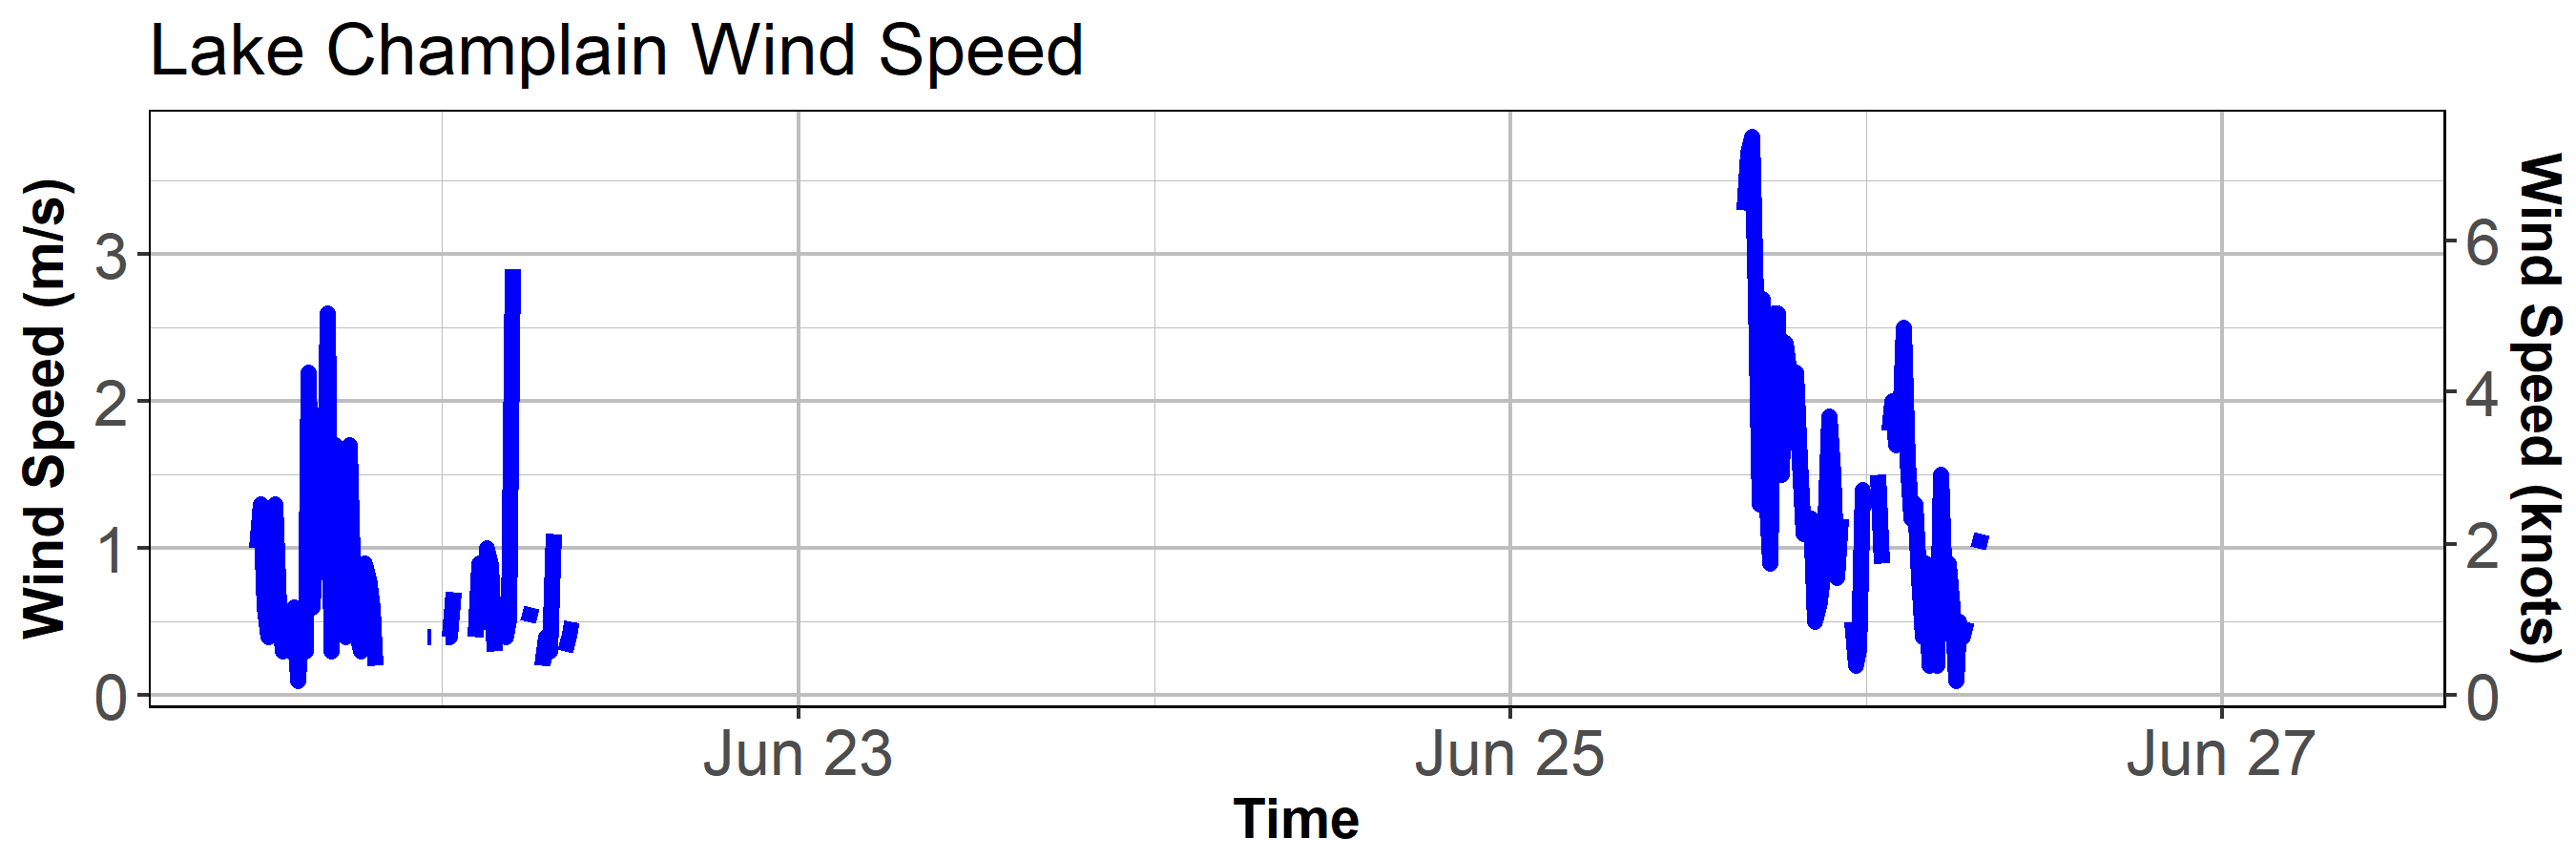 Lake Champlain Wind Speed
Wind Speed (m/s)
3
2
1
0
6
4
2
0
Wind Speed (knots)
Jun 23
Jun 25
Jun 27
Time